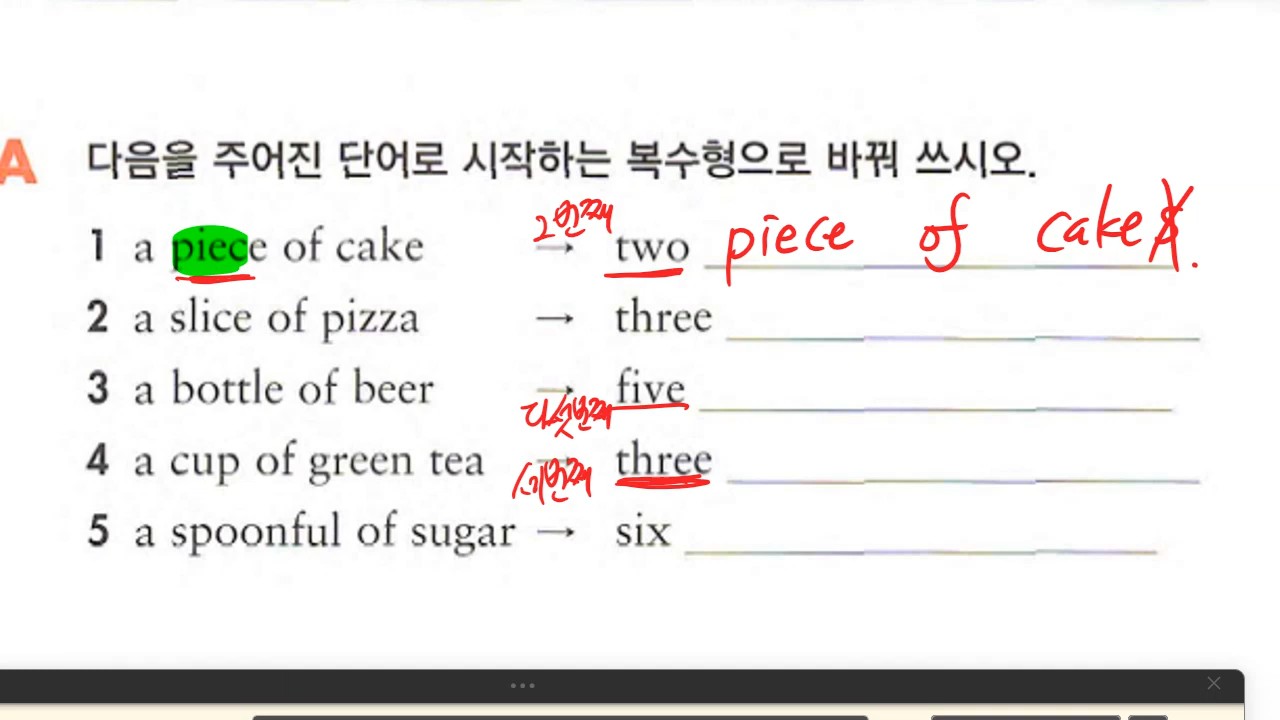 A 다음을 주어진 단어로 시작하는 복수형으로 바꿔 쓰시오.
2번째
1 a piece of cake → two piece of cakes.
2 a slice of pizza → three
3 a bottle of beer → five
다섯번째
4 a cup of green tea → three
세번째
5 a spoonful of sugar → six